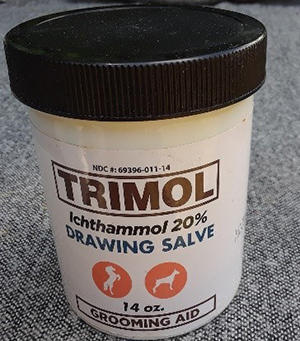 NDC #: 69396-011-14
TRIMOL
Ichthammol 20%
DRAWING SALVE
14 oz.
GROOMING AID